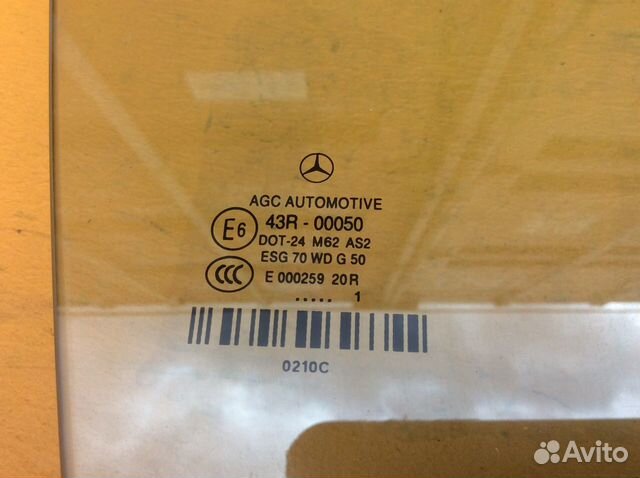 AGC AUTOMOTIVE
E6 43R - 00050
DOT-24 M62 AS2
ESG 70 WD G 50
CCC E 000259 20R
..... 1
0210C
Avito